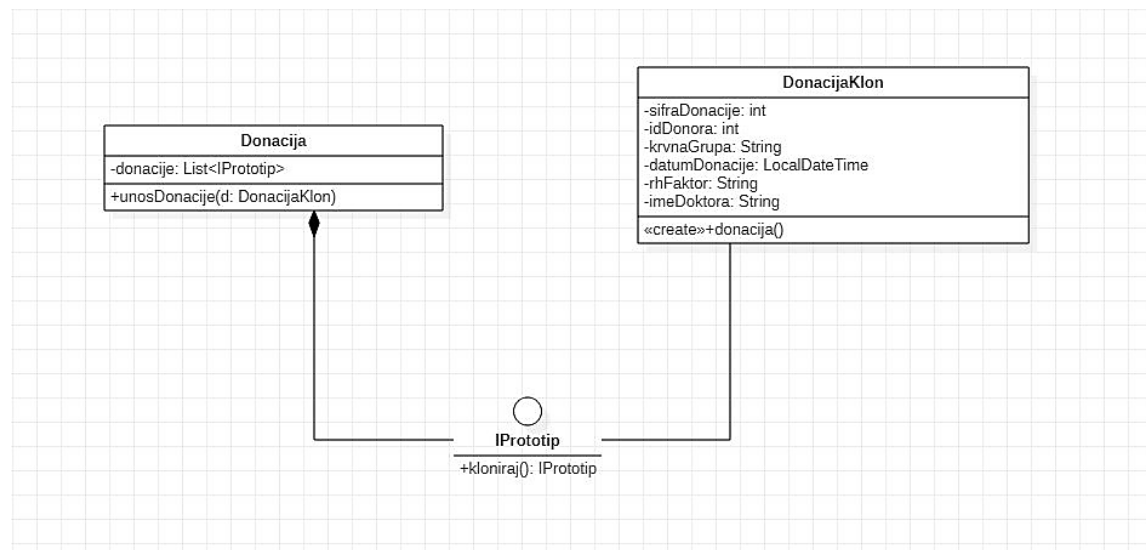 Donacija
-donacije: List<IPrototip>
+unosDonacije(d: DonacijaKlon)
DonacijaKlon
-sifraDonacije: int
-idDonora: int
-krvnaGrupa: String
-datumDonacije: LocalDateTime
-rhFaktor: String
-imeDoktora: String
«create»+donacija()
IPrototip
+kloniraj(): IPrototip